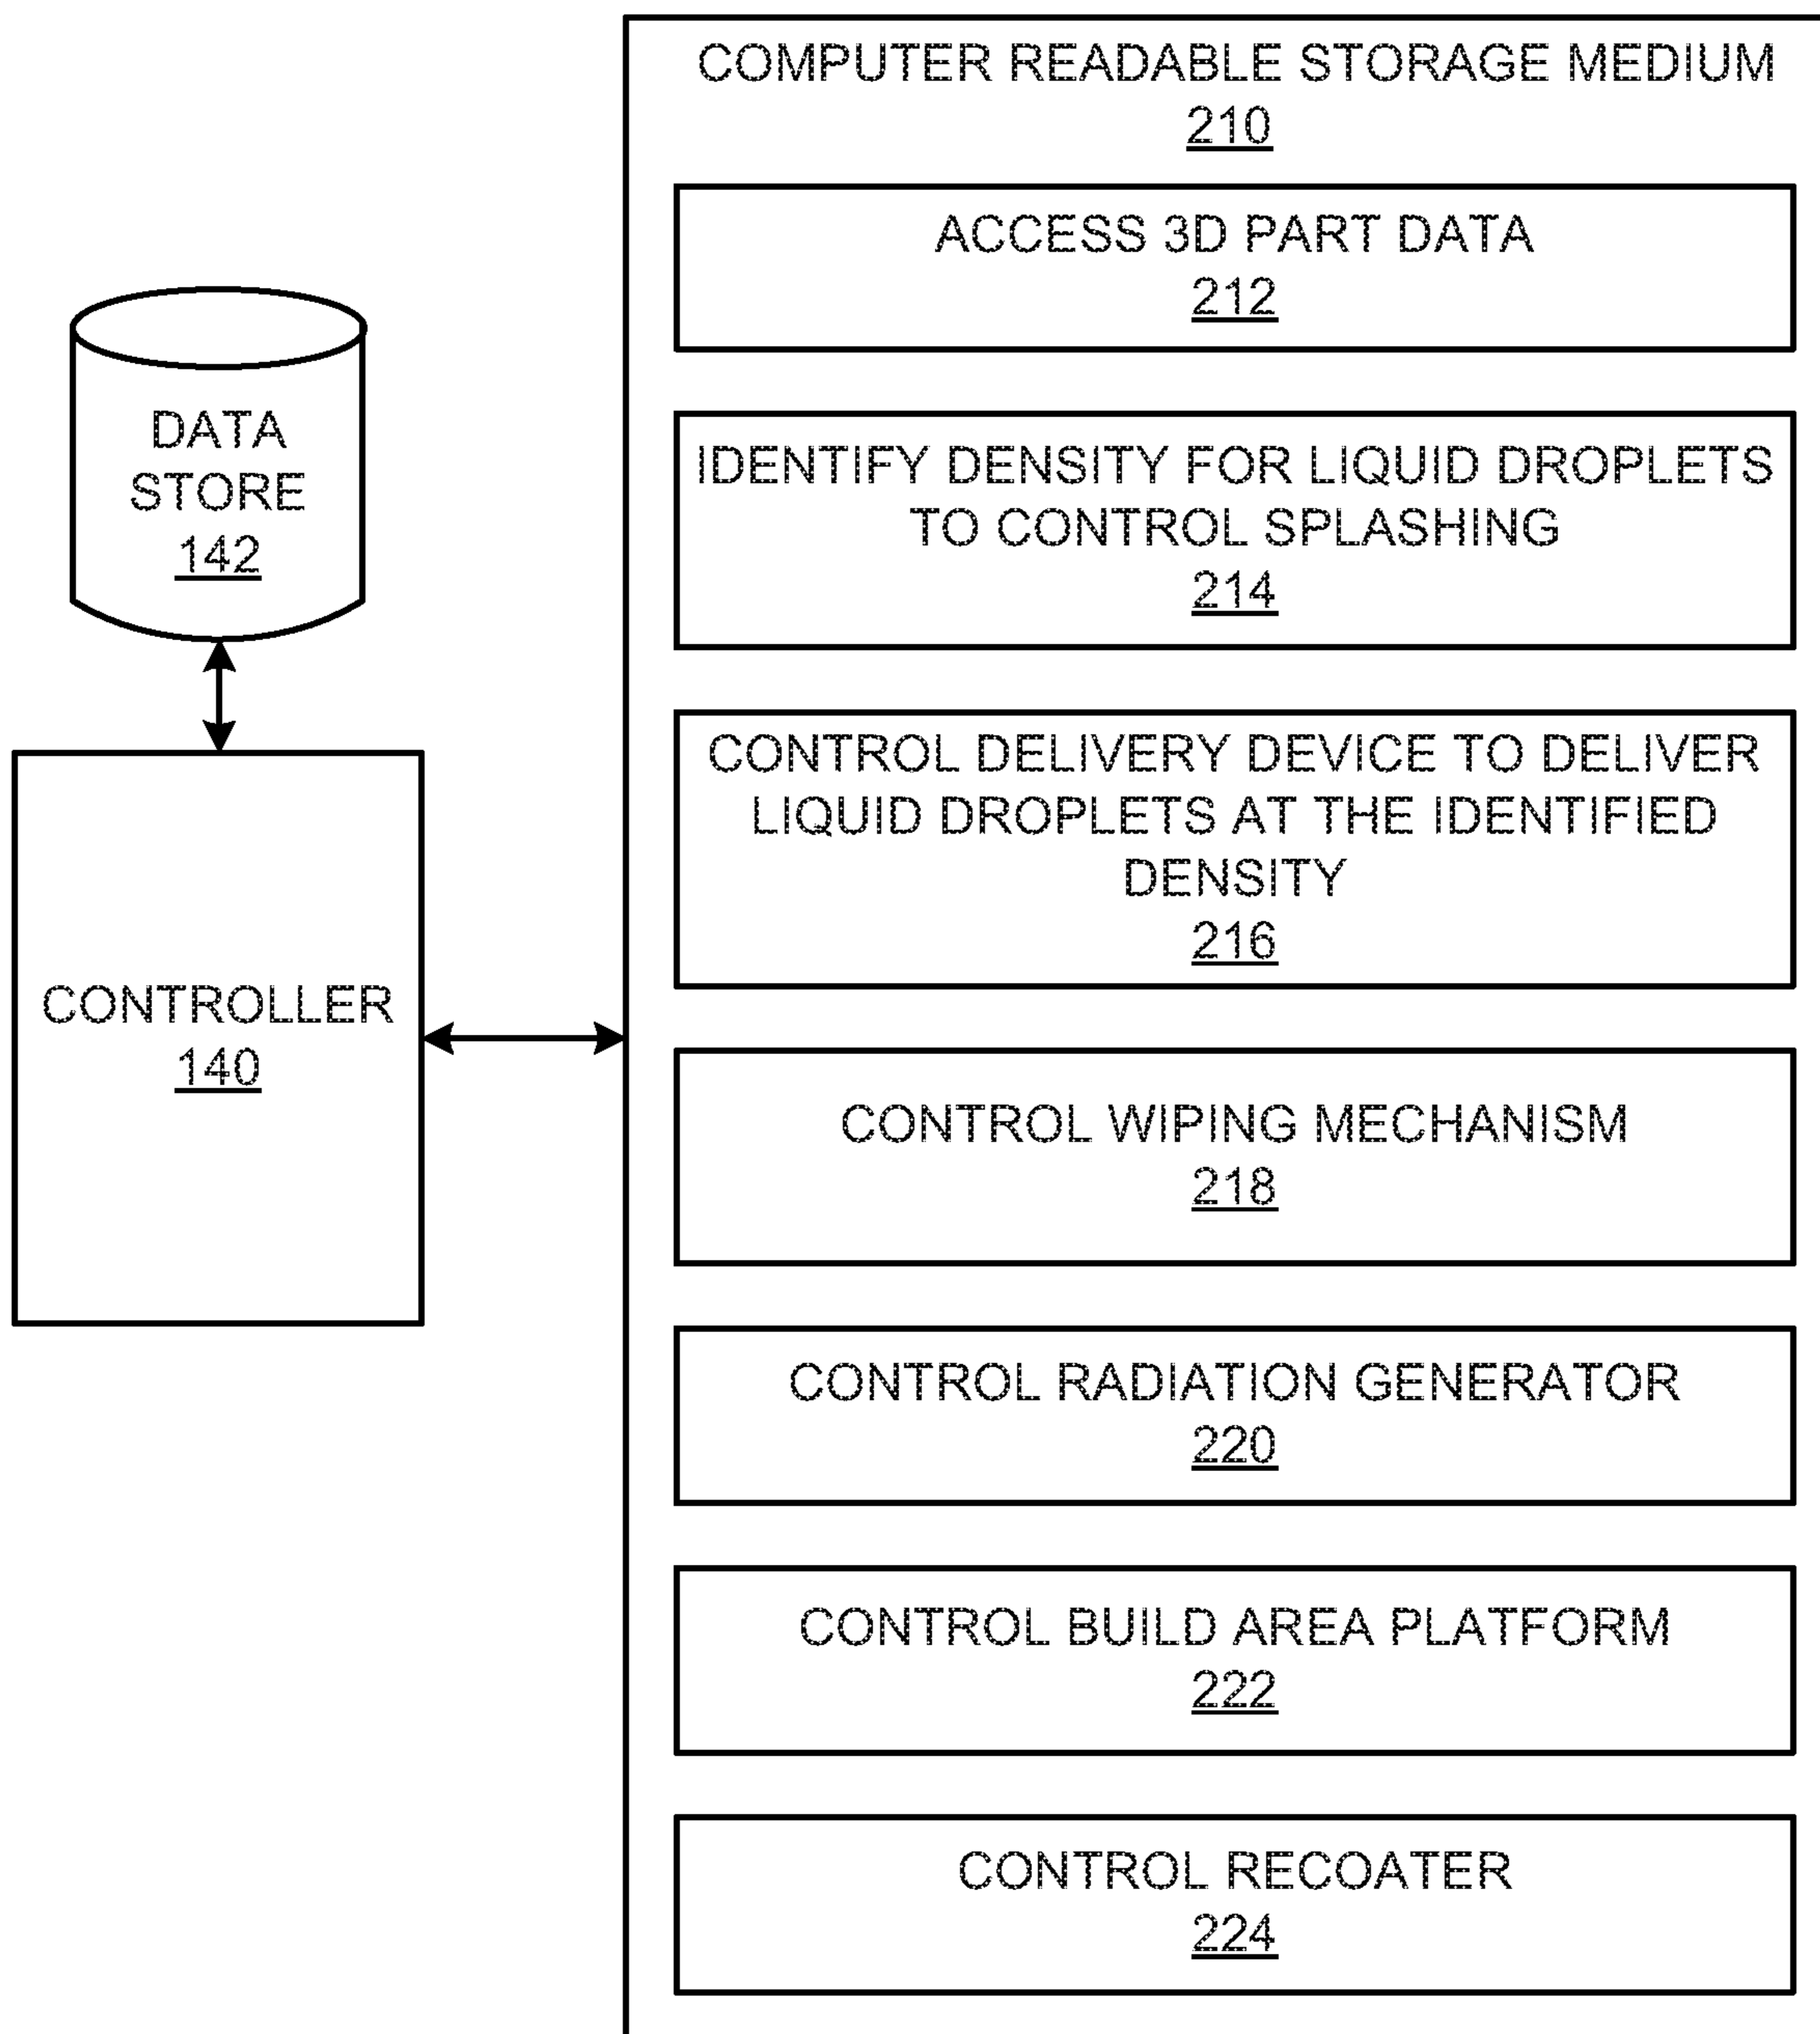 COMPUTER READABLE STORAGE MEDIUM
210
ACCESS 3D PART DATA
212
IDENTIFY DENSITY FOR LIQUID DROPLETS
TO CONTROL SPLASHING
214
CONTROL DELIVERY DEVICE TO DELIVER
LIQUID DROPLETS AT THE IDENTIFIED
DENSITY
216
CONTROL WIPING MECHANISM
218
CONTROL RADIATION GENERATOR
220
CONTROL BUILD AREA PLATFORM
222
CONTROL RECOATER
224
DATA
STORE
142
CONTROLLER
140